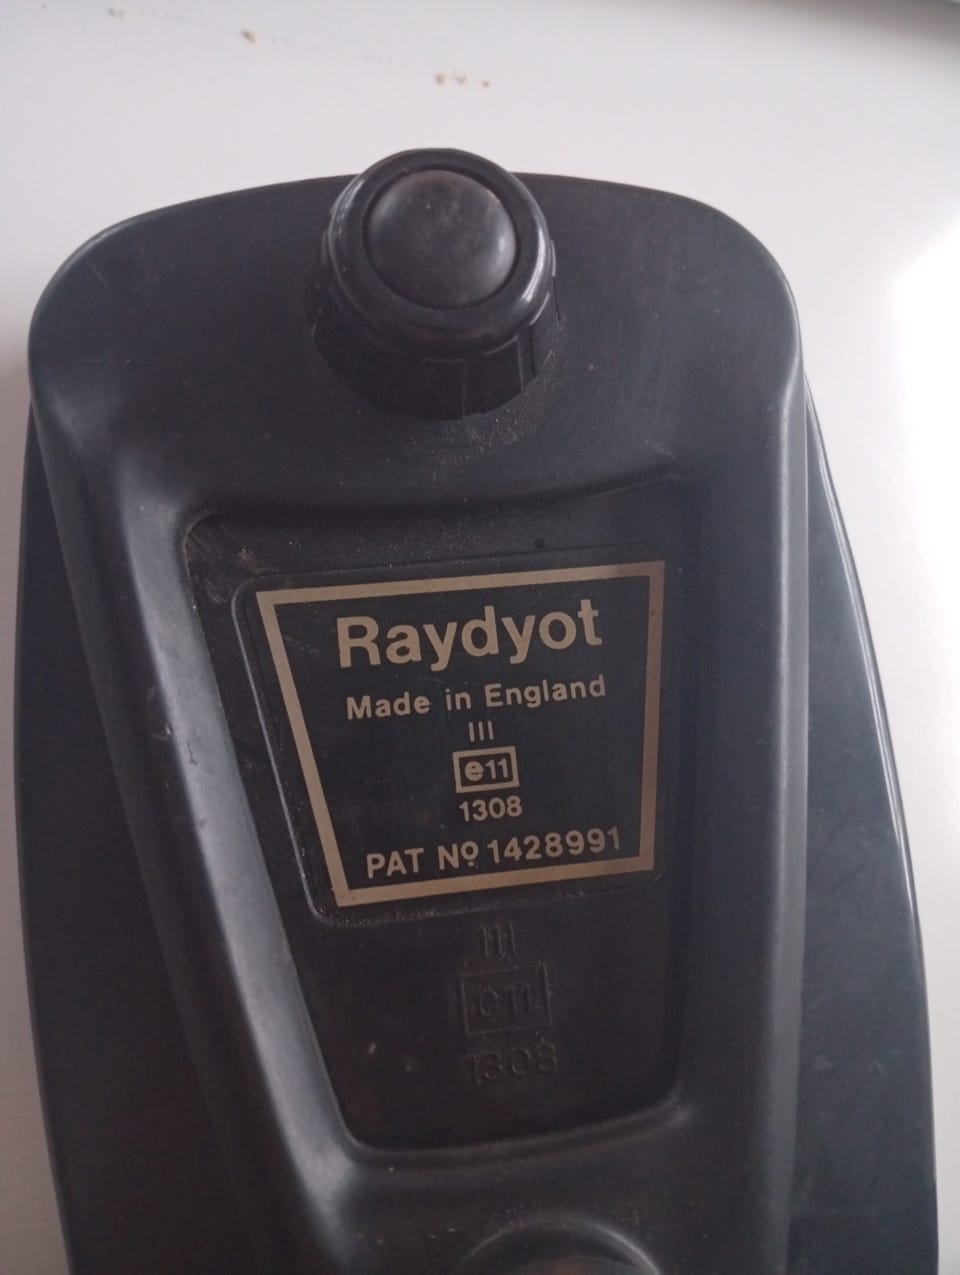 Raydyot
Made in England
III
e11
1308
PAT Nº 1428991
III
e11
1308